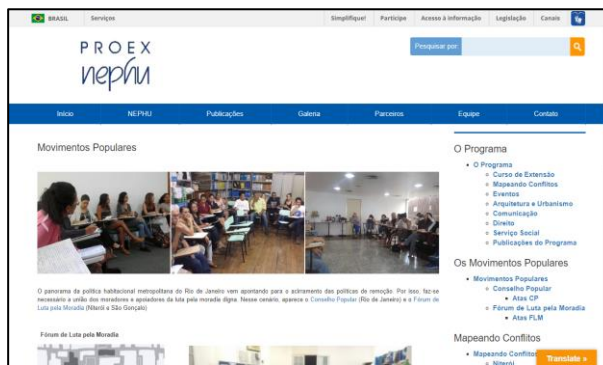 BRASIL Serviços Simplifique! Participe Acesso à informação Legislação Canais
PROEX
nephu
Pesquisar por
Início NEPHU Publicações Galeria Parceiros Equipe Contato
Movimentos Populares
O panorama da política habitacional metropolitana do Rio de Janeiro vem apontando para o acirramento das políticas de remoção. Por isso, faz-se
necessário a união dos moradores e apoiadores da luta pela moradia digna. Nesse cenário, aparece o Conselho Popular (Rio de Janeiro) e o Fórum de
Luta pela Moradia (Niterói e São Gonçalo)
Fórum de Luta pela Moradia
O Programa
O Programa
Curso de Extensão
Mapeando Conflitos
Eventos
Arquitetura e Urbanismo
Comunicação
Direito
Serviço Social
Publicações do Programa
Os Movimentos Populares
Movimentos Populares
Conselho Popular
Atas CP
Fórum de Luta pela Moradia
Atas FLM
Mapeando Conflitos
Mapeando Conflitos
Niterói
Translate »